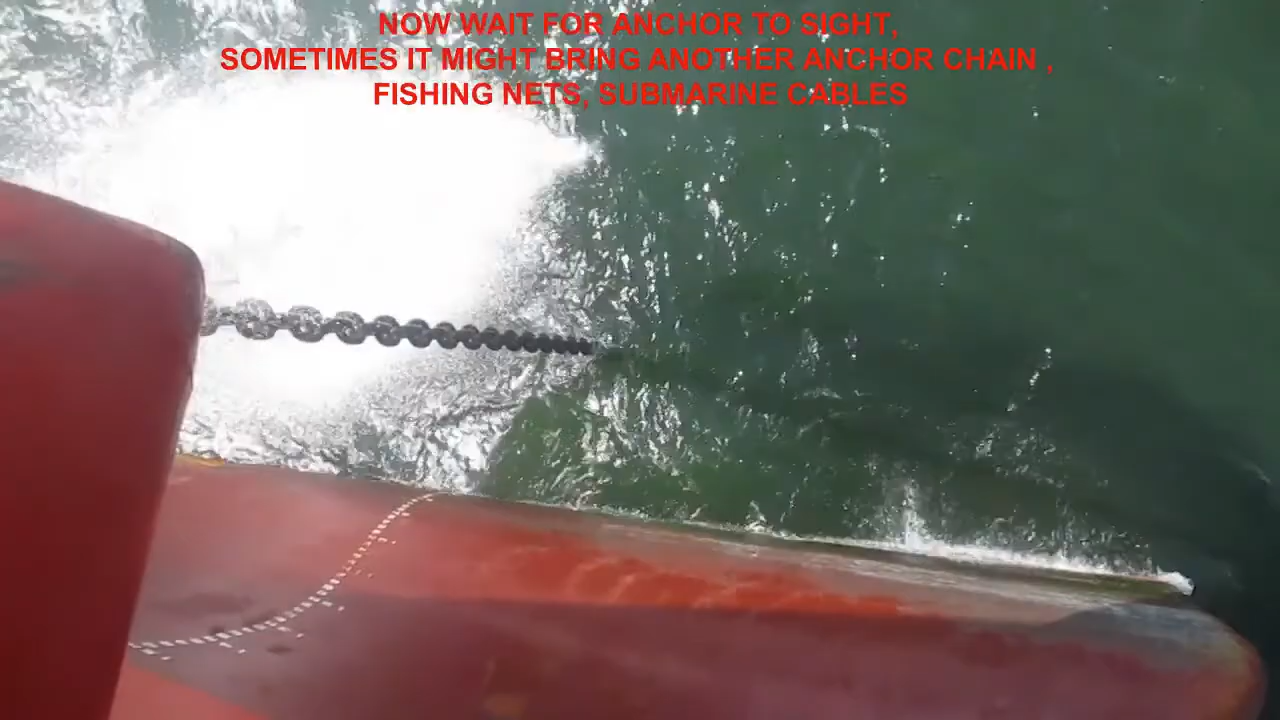 NOW WAIT FOR ANCHOR TO SIGHT,
SOMETIMES IT MIGHT BRING ANOTHER ANCHOR CHAIN ,
FISHING NETS, SUBMARINE CABLES